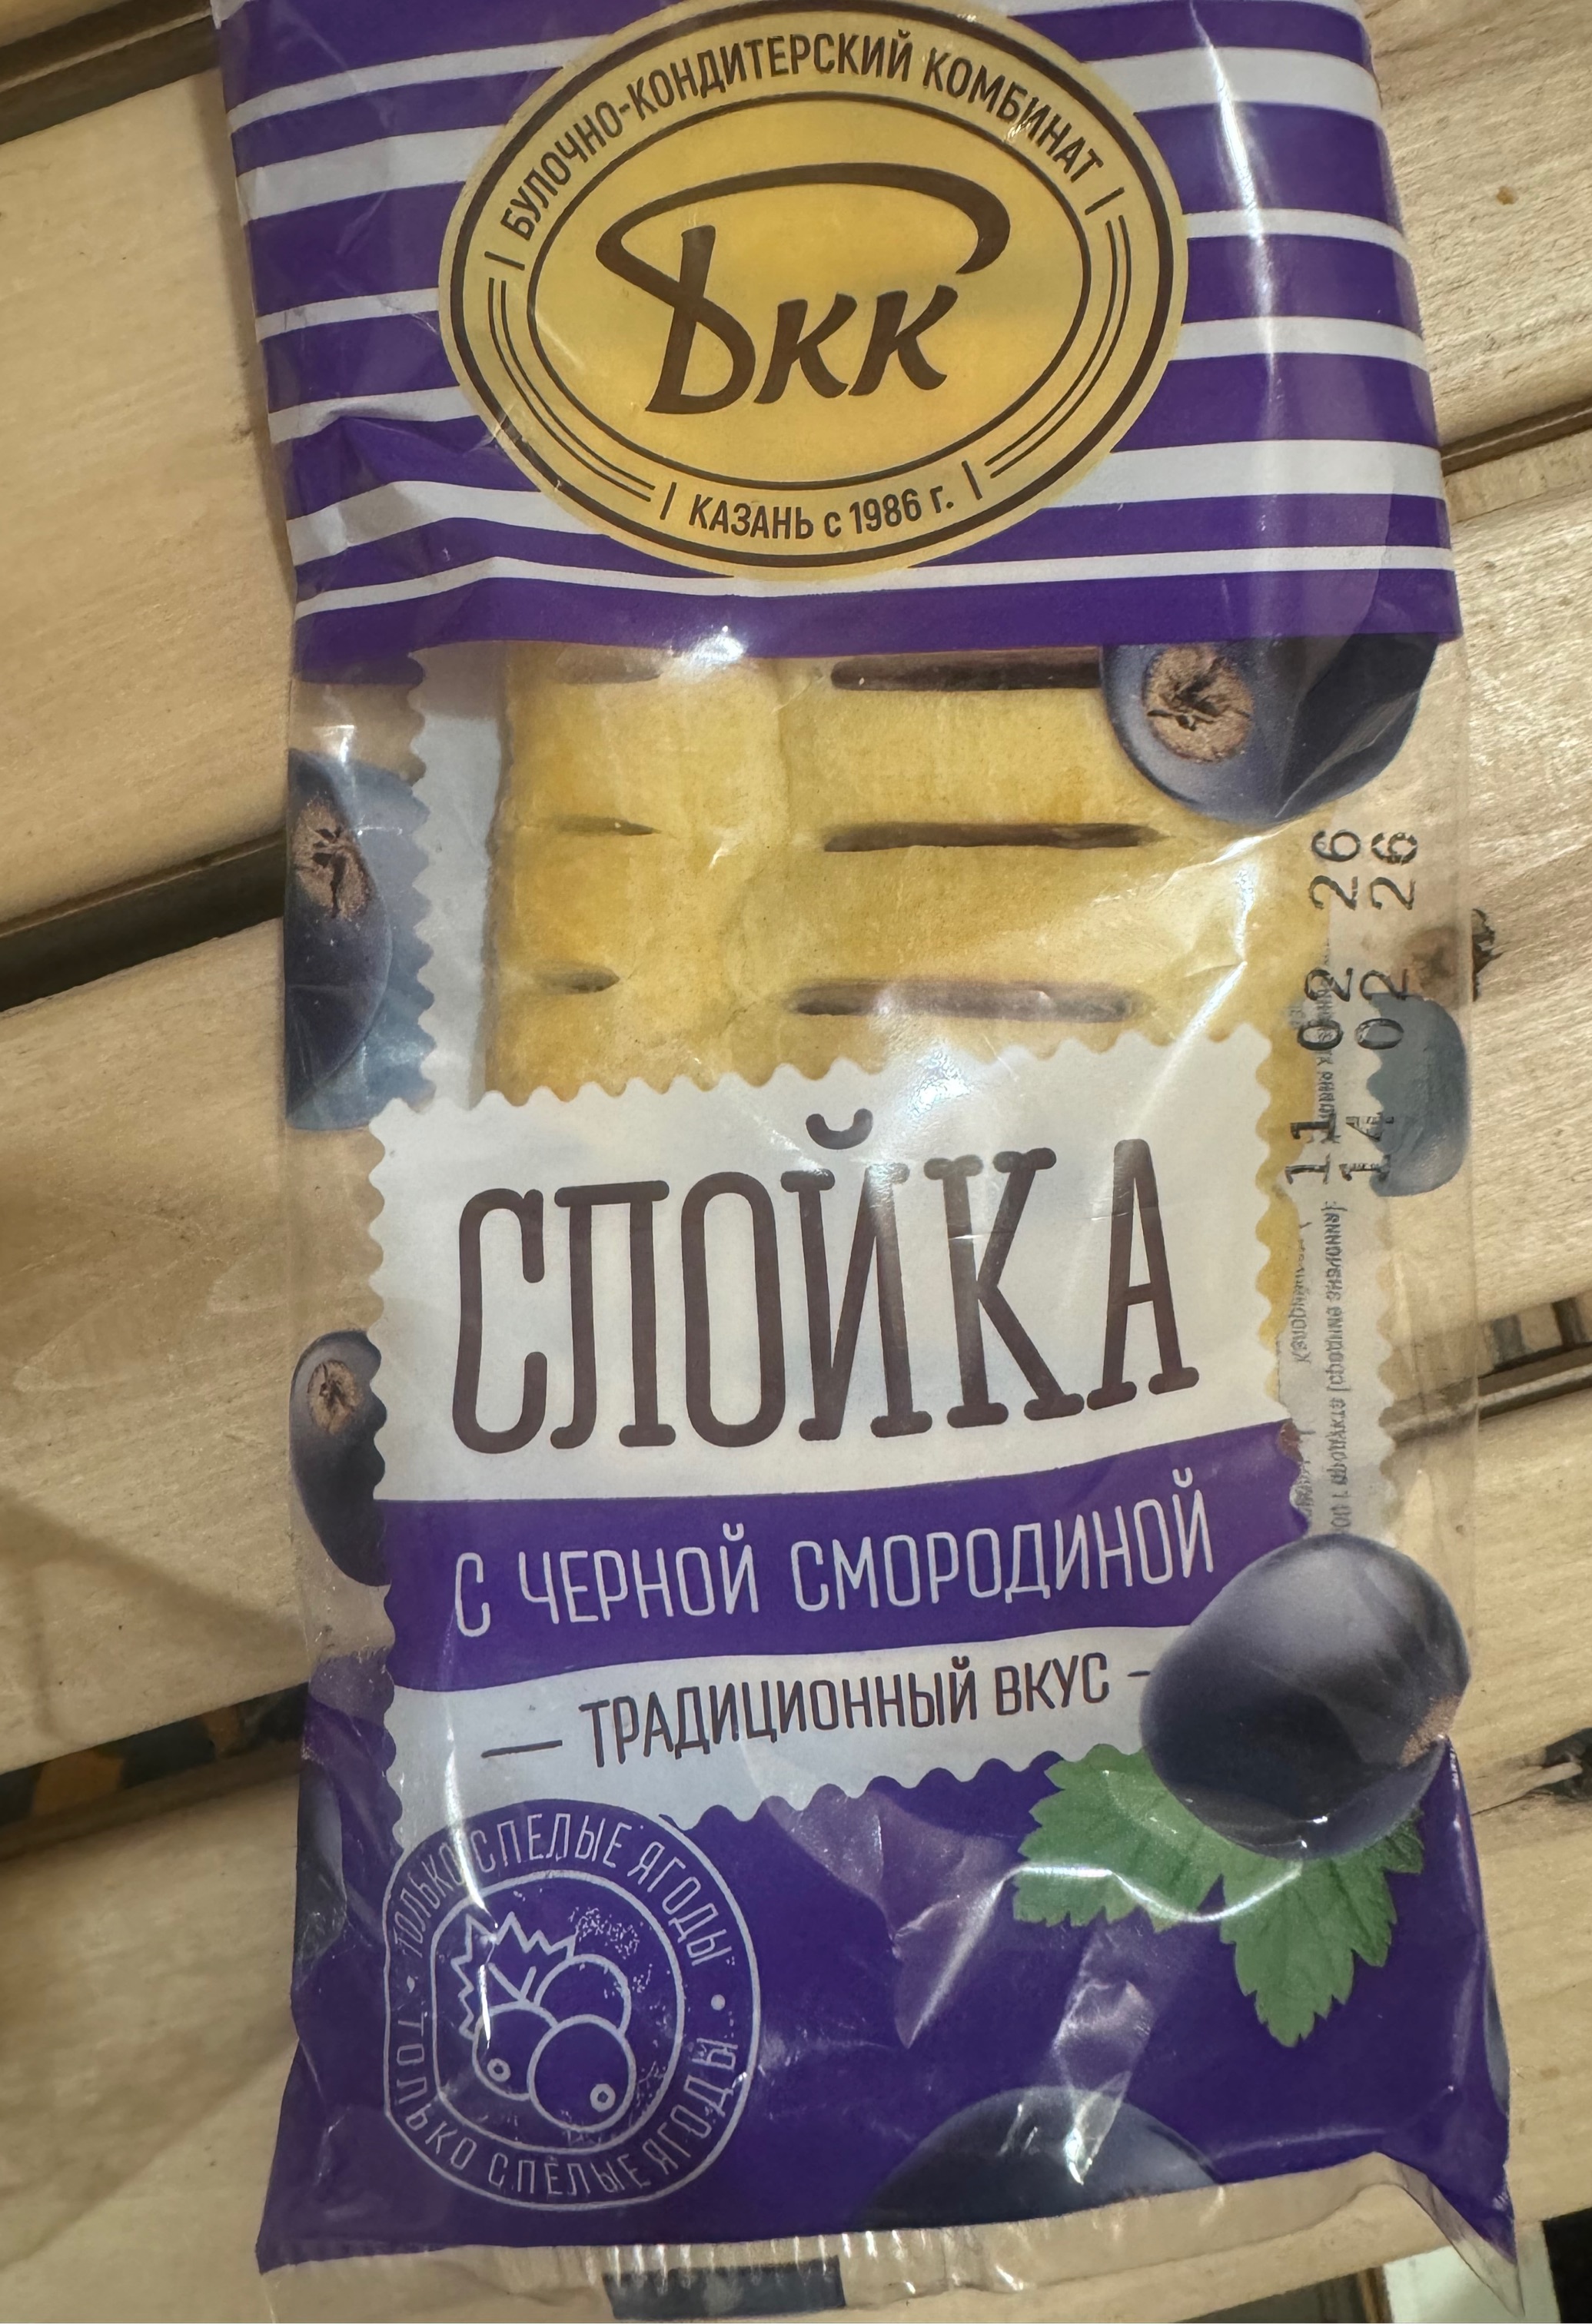 БУЛОЧНО-КОНДИТЕРСКИЙ КОМБИНАТ
БКК
КАЗАНЬ с 1986 г.
11 02 26
14 02 26
СЛОЙКА
С ЧЕРНОЙ СМОРОДИНОЙ
ТРАДИЦИОННЫЙ ВКУС
ТОЛЬКО СПЕЛЫЕ ЯГОДЫ
ТОЛЬКО СПЕЛЫЕ ЯГОДЫ